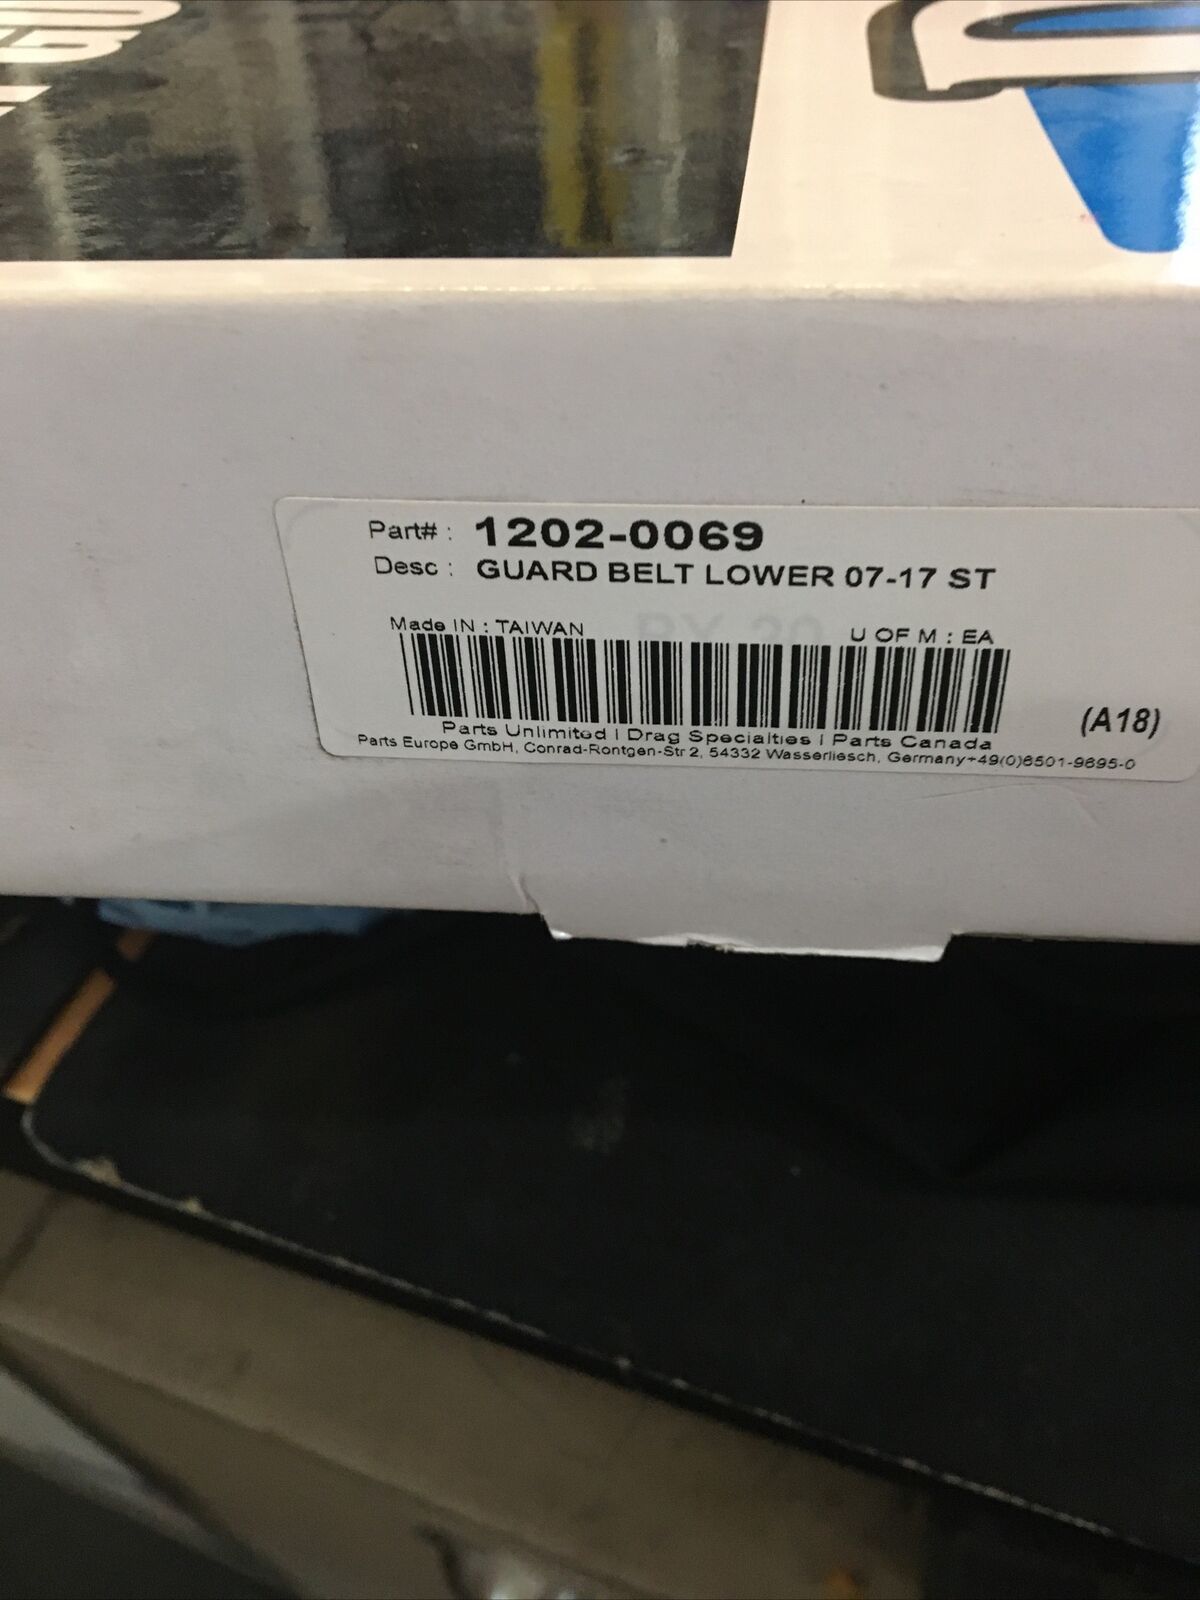 Part# : 1202-0069
Desc : GUARD BELT LOWER 07-17 ST
Made IN : TAIWAN
U OF M : EA
(A18)
Parts Unlimited | Drag Specialties | Parts Canada
Parts Europe GmbH, Conrad-Rontgen-Str 2, 54332 Wasserliesch, Germany+49(0)6501-9695-0